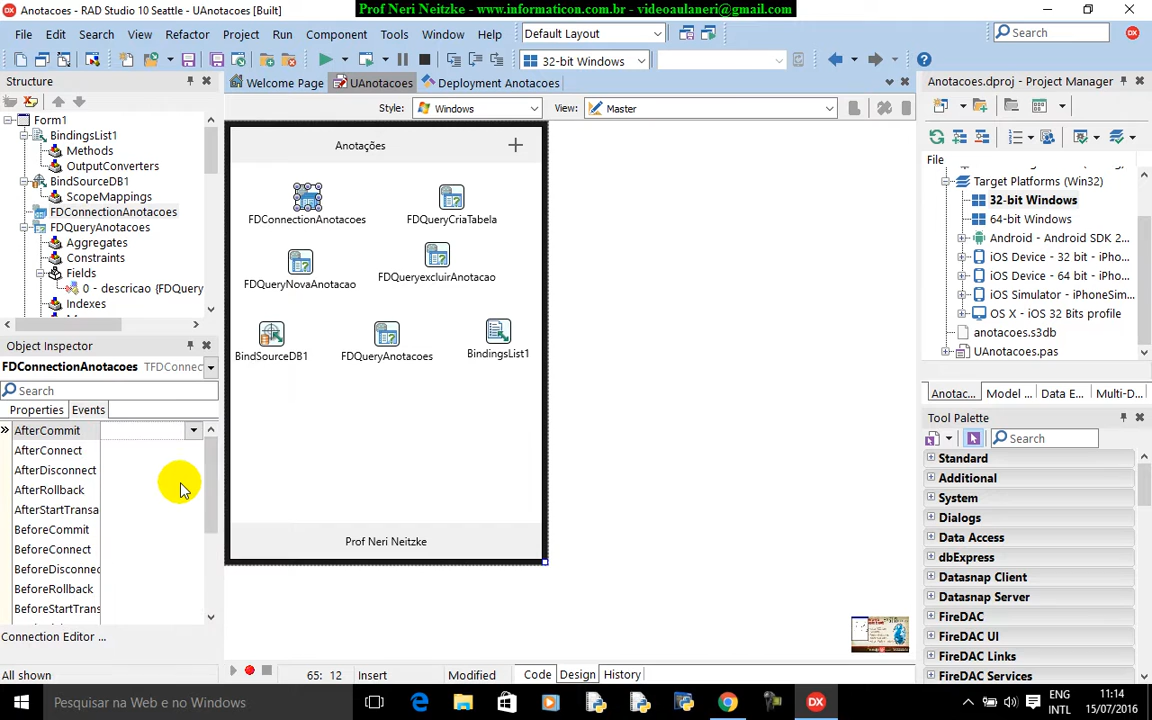 Anotacoes - RAD Studio 10 Seattle - UAnotacoes [Built]
Prof Neri Neitzke - www.informaticon.com.br - videoaulaneri@gmail.com
File Edit Search View Refactor Project Run Component Tools Window Help
Default Layout
Search
32-bit Windows
Structure
Welcome Page
UAnotacoes
Deployment Anotacoes
Anotacoes.dproj - Project Manager
Style:
Windows
View:
Master
Form1
BindingsList1
Methods
OutputConverters
BindSourceDB1
ScopeMappings
FDConnectionAnotacoes
FDQueryAnotacoes
Aggregates
Constraints
Fields
0 - descricao {FDQuery
Indexes
Anotações
FDConnectionAnotacoes
FDQueryCriaTabela
FDQueryNovaAnotacao
FDQueryexcluirAnotacao
BindSourceDB1
FDQueryAnotacoes
BindingsList1
Prof Neri Neitzke
File
Target Platforms (Win32)
32-bit Windows
64-bit Windows
Android - Android SDK 2...
iOS Device - 32 bit - iPho...
iOS Device - 64 bit - iPho...
iOS Simulator - iPhoneSim...
OS X - iOS 32 Bits profile
anotacoes.s3db
UAnotacoes.pas
Anotac...
Model ...
Data E...
Multi-D...
Object Inspector
FDConnectionAnotacoes TFDConnec
Search
Properties Events
AfterCommit
AfterConnect
AfterDisconnect
AfterRollback
AfterStartTransa
BeforeCommit
BeforeConnect
BeforeDisconnec
BeforeRollback
BeforeStartTrans
Connection Editor ...
All shown
Tool Palette
Search
Standard
Additional
System
Dialogs
Data Access
dbExpress
Datasnap Client
Datasnap Server
FireDAC
FireDAC UI
FireDAC Links
FireDAC Services
65: 12
Insert
Modified
Code Design History
Pesquisar na Web e no Windows
ENG
INTL
11:14
15/07/2016